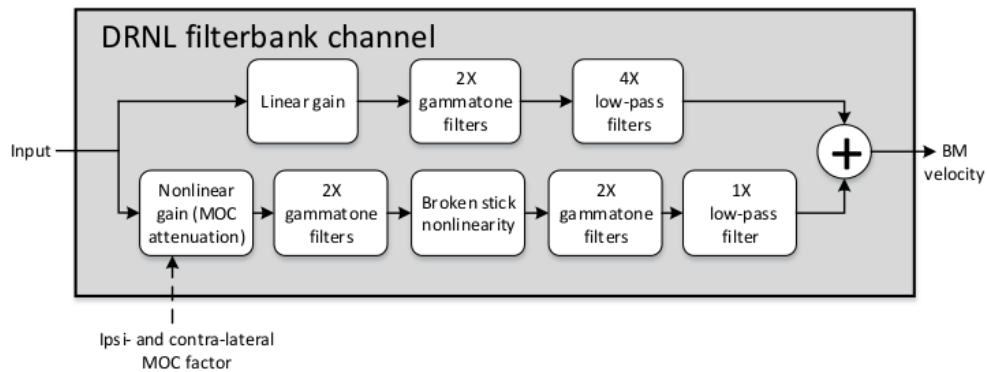 DRNL filterbank channel
Linear gain
2X
gammatone
filters
4X
low-pass
filters
Input
BM
velocity
+
Nonlinear
gain (MOC
attenuation)
2X
gammatone
filters
Broken stick
nonlinearity
2X
gammatone
filters
1X
low-pass
filter
Ipsi- and contra-lateral
MOC factor